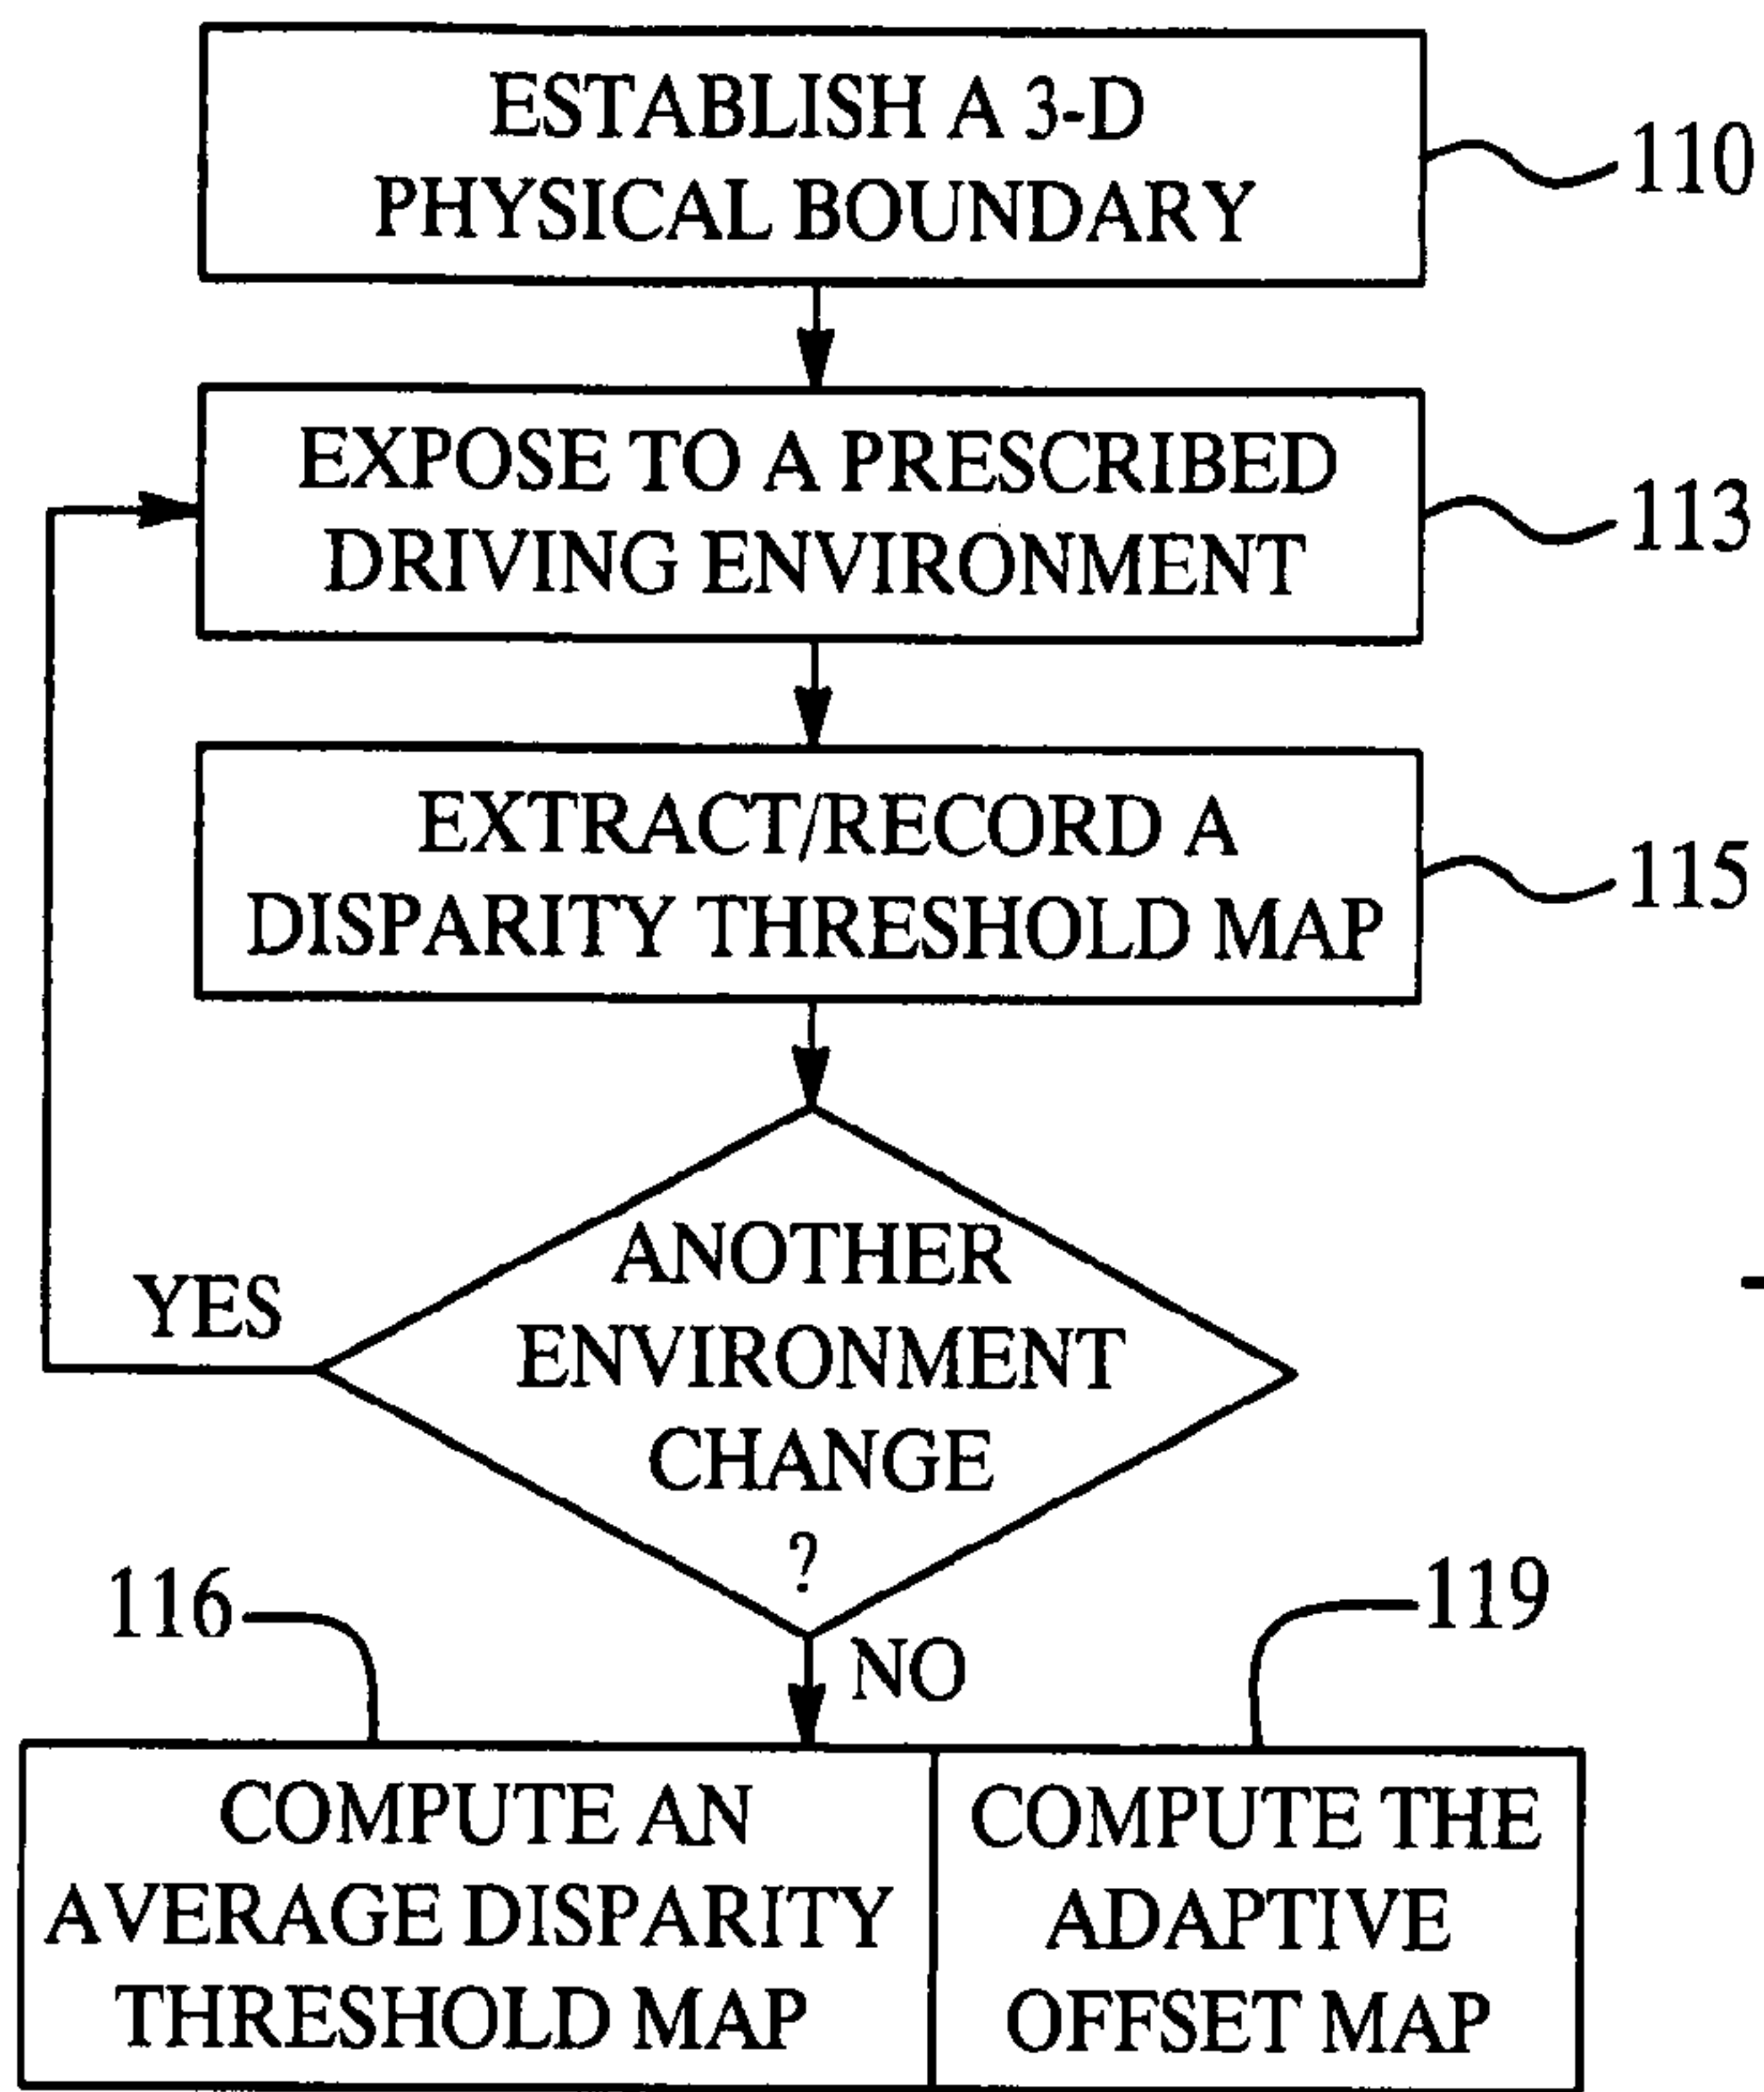 ESTABLISH A 3-D
PHYSICAL BOUNDARY
110
EXPOSE TO A PRESCRIBED
DRIVING ENVIRONMENT
113
EXTRACT/RECORD A
DISPARITY THRESHOLD MAP
115
ANOTHER
ENVIRONMENT
CHANGE
?
YES
NO
116
119
COMPUTE AN
AVERAGE DISPARITY
THRESHOLD MAP
COMPUTE THE
ADAPTIVE
OFFSET MAP